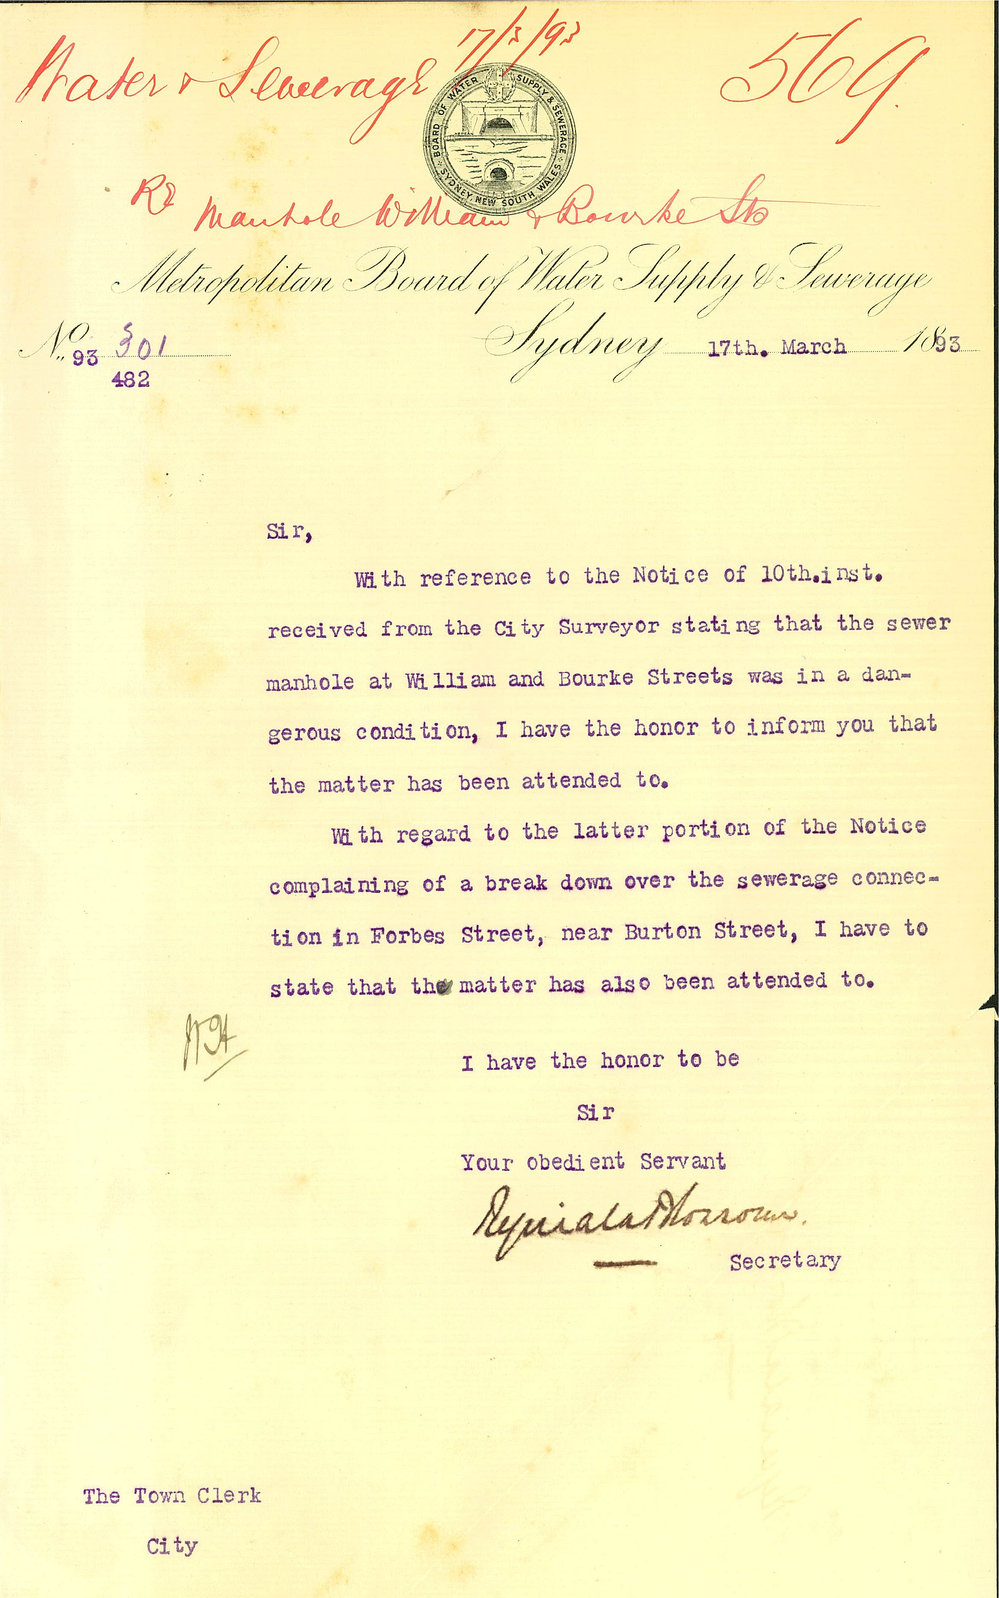 17/3/93
Water & Sewerage
569.
BOARD OF WATER SUPPLY & SEWERAGE
SYDNEY, NEW SOUTH WALES
Re Manhole William & Bourke Sts
Metropolitan Board of Water Supply & Sewerage
No. 93 301
482
Sydney 17th. March 1893
Sir,
With reference to the Notice of 10th.inst.
received from the City Surveyor stating that the sewer
manhole at William and Bourke Streets was in a dan-
gerous condition, I have the honor to inform you that
the matter has been attended to.
With regard to the latter portion of the Notice
complaining of a break down over the sewerage connec-
tion in Forbes Street, near Burton Street, I have to
state that the matter has also been attended to.
I have the honor to be
Sir
Your obedient Servant
Secretary
The Town Clerk
City